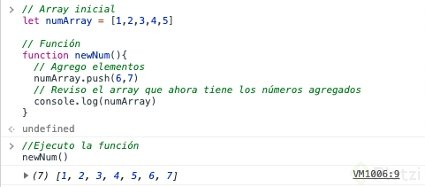 // Array inicial
let numArray = [1,2,3,4,5]
// Función
function newNum(){
// Agrego elementos
numArray.push(6,7)
// Reviso el array que ahora tiene los números agregados
console.log(numArray)
}
undefined
//Ejecuto la función
newNum()
(7) [1, 2, 3, 4, 5, 6, 7] VM1006:9